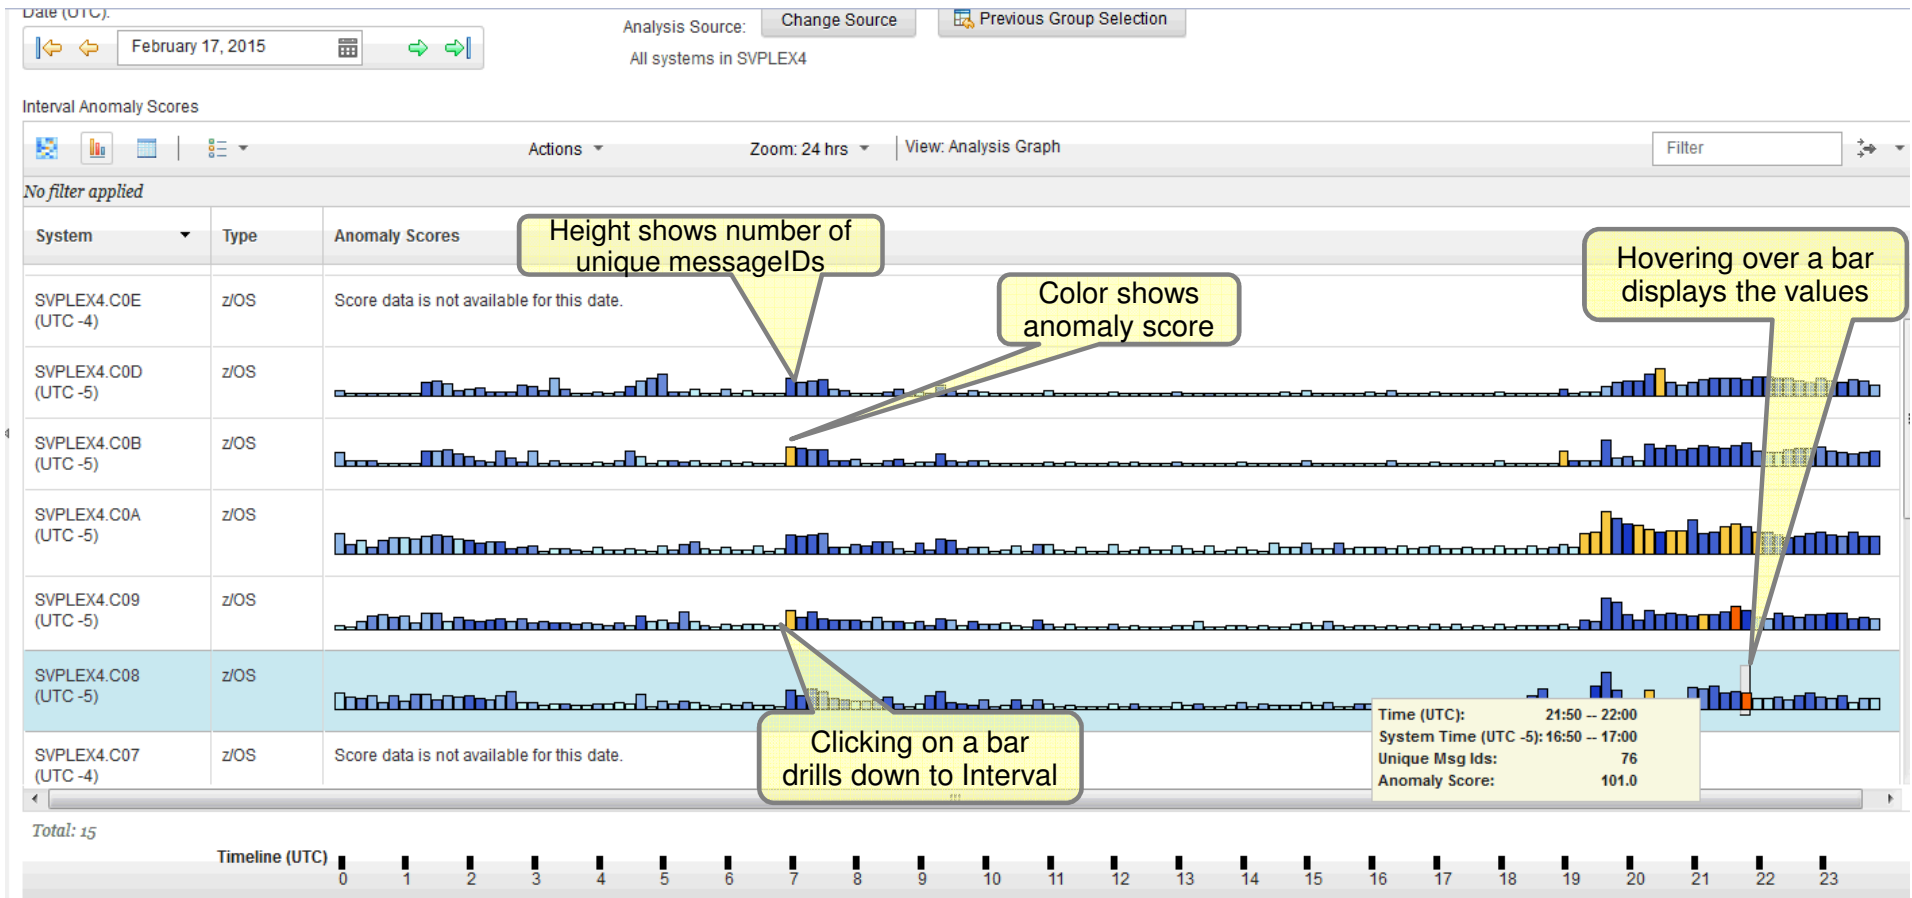 Date (UTC):
February 17, 2015
Analysis Source:
Change Source
Previous Group Selection
All systems in SVPLEX4
Interval Anomaly Scores
Actions
Zoom: 24 hrs
View: Analysis Graph
Filter
No filter applied
System
Type
Anomaly Scores
Height shows number of
unique messageIDs
Color shows
anomaly score
Hovering over a bar
displays the values
SVPLEX4.C0E
(UTC -4)
z/OS
Score data is not available for this date.
SVPLEX4.C0D
(UTC -5)
z/OS
SVPLEX4.C0B
(UTC -5)
z/OS
SVPLEX4.C0A
(UTC -5)
z/OS
SVPLEX4.C09
(UTC -5)
z/OS
SVPLEX4.C08
(UTC -5)
z/OS
Clicking on a bar
drills down to Interval
Time (UTC): 21:50 -- 22:00
System Time (UTC -5): 16:50 -- 17:00
Unique Msg Ids: 76
Anomaly Score: 101.0
SVPLEX4.C07
(UTC -4)
z/OS
Score data is not available for this date.
Total: 15
Timeline (UTC)
0 1 2 3 4 5 6 7 8 9 10 11 12 13 14 15 16 17 18 19 20 21 22 23